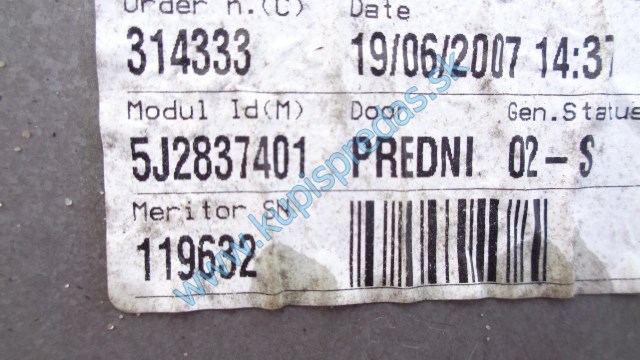 Order n.(C) Date
314333 19/06/2007 14:37
Modul Id(M) Door Gen.Status
5J2837401 PREDNI 02-S
Meritor SN
119632
www.kupispredas.sk